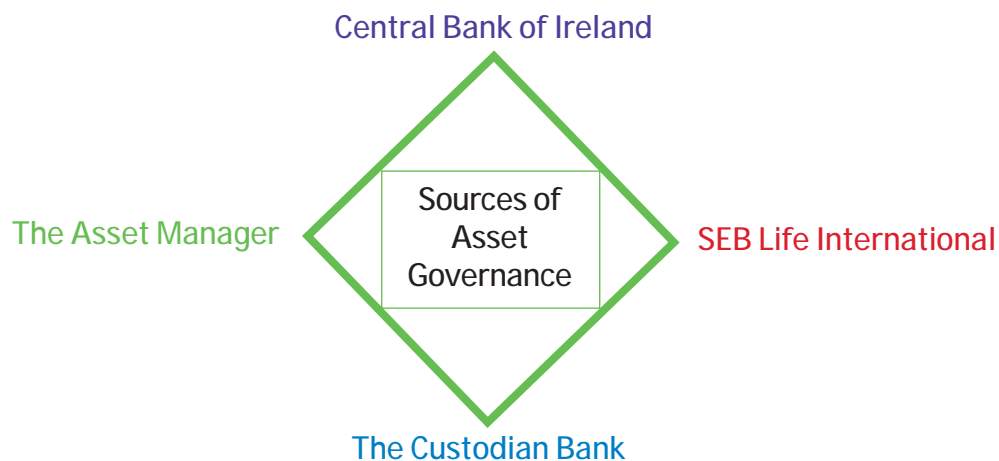 Central Bank of Ireland
Sources of
Asset
Governance
The Asset Manager
SEB Life International
The Custodian Bank